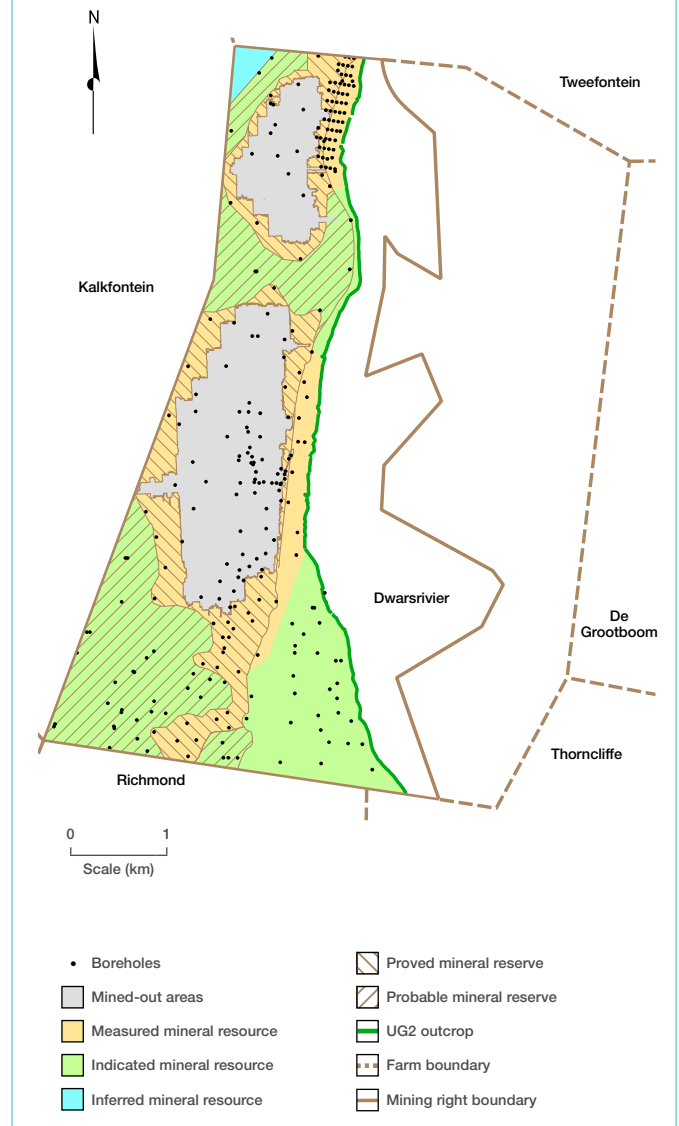 N
Tweefontein
Kalkfontein
Dwarsrivier
De
Grootboom
Thorncliffe
Richmond
0 1
Scale (km)
Boreholes
Mined-out areas
Measured mineral resource
Indicated mineral resource
Inferred mineral resource
Proved mineral reserve
Probable mineral reserve
UG2 outcrop
Farm boundary
Mining right boundary